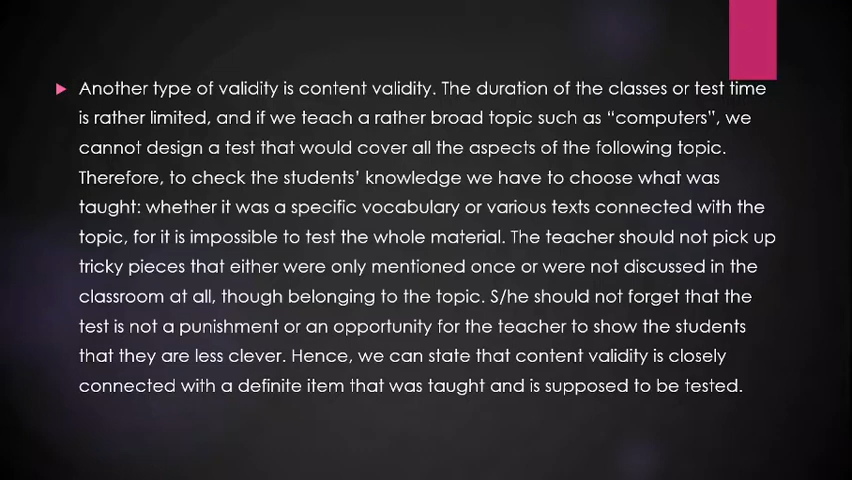 Another type of validity is content validity. The duration of the classes or test time
is rather limited, and if we teach a rather broad topic such as “computers”, we
cannot design a test that would cover all the aspects of the following topic.
Therefore, to check the students’ knowledge we have to choose what was
taught: whether it was a specific vocabulary or various texts connected with the
topic, for it is impossible to test the whole material. The teacher should not pick up
tricky pieces that either were only mentioned once or were not discussed in the
classroom at all, though belonging to the topic. S/he should not forget that the
test is not a punishment or an opportunity for the teacher to show the students
that they are less clever. Hence, we can state that content validity is closely
connected with a definite item that was taught and is supposed to be tested.